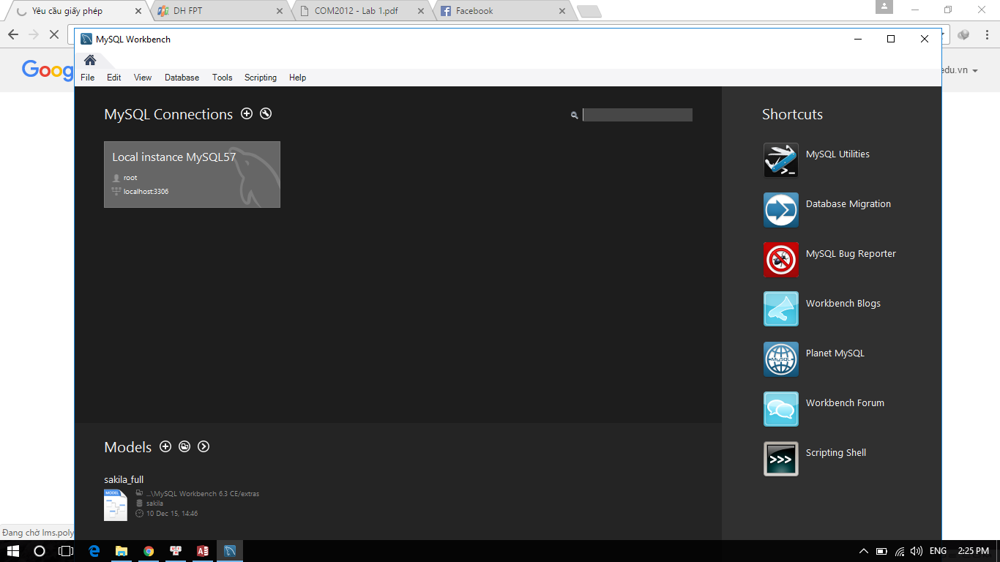 Yêu cầu giấy phép
DH FPT
COM2012 - Lab 1.pdf
Facebook
MySQL Workbench
Goog
edu.vn
File Edit View Database Tools Scripting Help
MySQL Connections
Shortcuts
Local instance MySQL57
root
localhost:3306
MySQL Utilities
Database Migration
MySQL Bug Reporter
Workbench Blogs
MySQL
Planet MySQL
Workbench Forum
>>>
Scripting Shell
Models
sakila_full
MODEL
...\MySQL Workbench 6.3 CE/extras
sakila
10 Dec 15, 14:46
Đang chờ lms.poly
ENG 2:25 PM